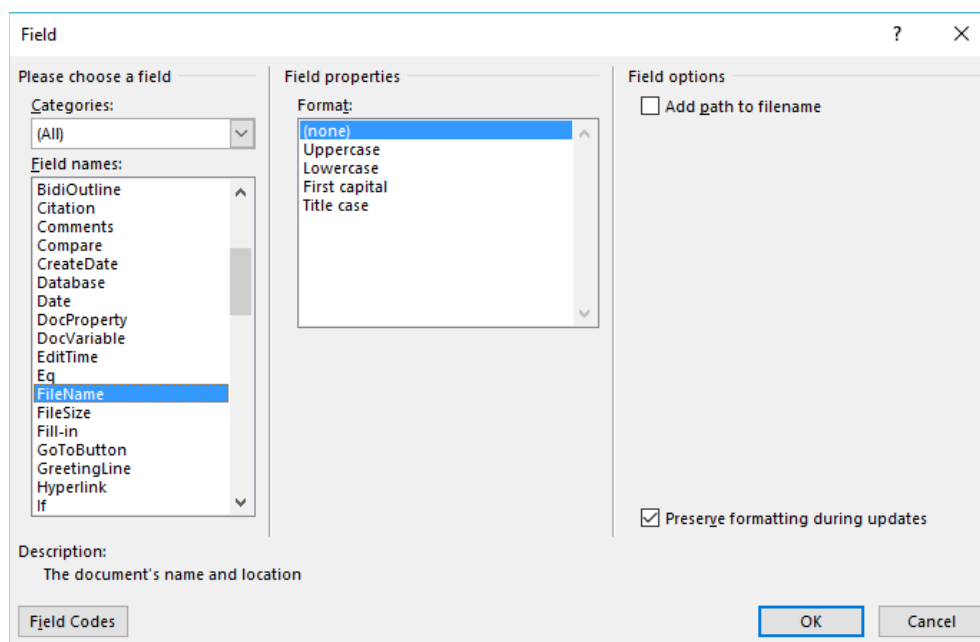 Field
?
Please choose a field
Categories:
(All)
Field names:
BidiOutline
Citation
Comments
Compare
CreateDate
Database
Date
DocProperty
DocVariable
EditTime
Eq
FileName
FileSize
Fill-in
GoToButton
GreetingLine
Hyperlink
If
Field properties
Format:
(none)
Uppercase
Lowercase
First capital
Title case
Field options
Add path to filename
Preserve formatting during updates
Description:
The document's name and location
Field Codes
OK
Cancel